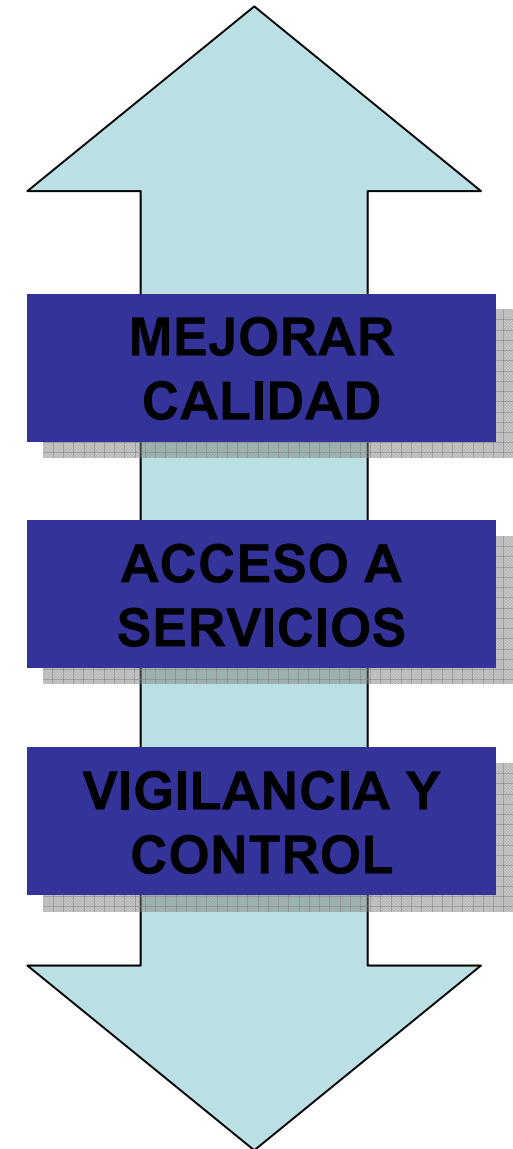 MEJORAR
CALIDAD
ACCESO A
SERVICIOS
VIGILANCIA Y
CONTROL